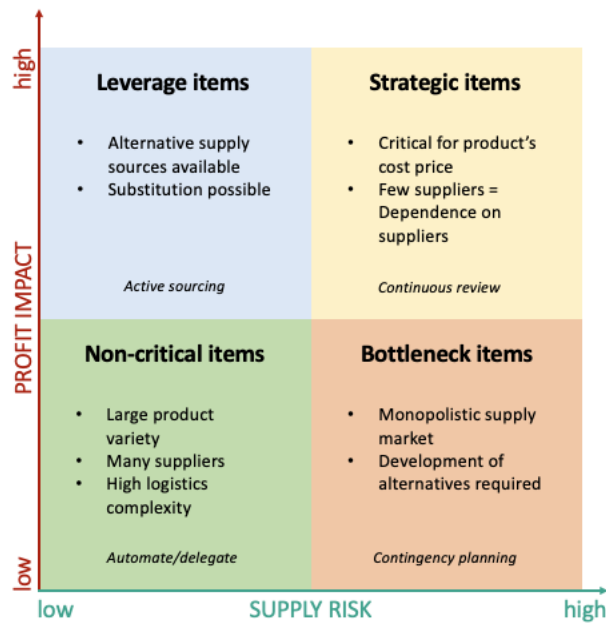 high
PROFIT IMPACT
low
Leverage items
• Alternative supply
sources available
• Substitution possible
Active sourcing
Strategic items
• Critical for product's
cost price
• Few suppliers =
Dependence on
suppliers
Continuous review
Non-critical items
• Large product
variety
• Many suppliers
• High logistics
complexity
Automate/delegate
Bottleneck items
• Monopolistic supply
market
• Development of
alternatives required
Contingency planning
low
SUPPLY RISK
high